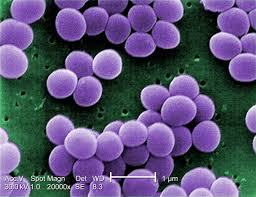 Acc.V Spot Magn Det WD 1 µm
30.0 kV 1.0 20000x SE 8.3